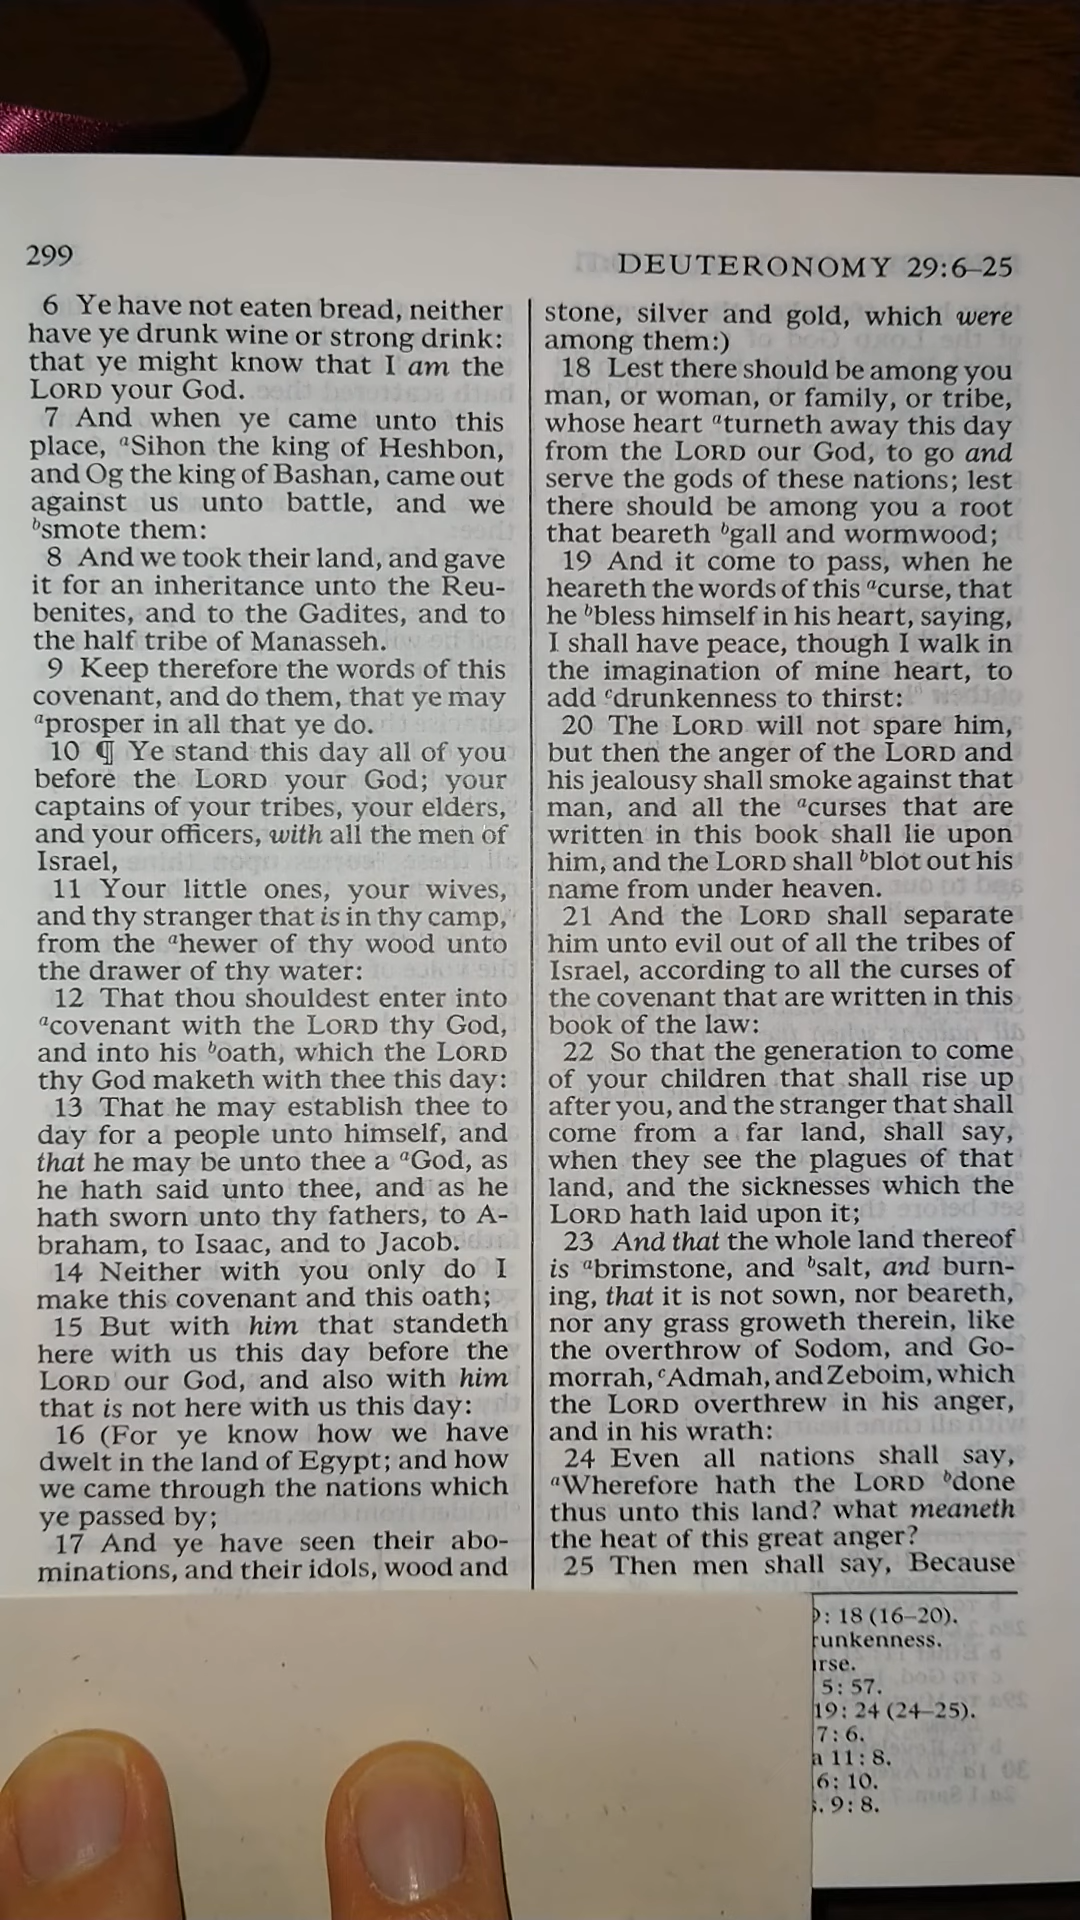 299
DEUTERONOMY 29:6–25
6 Ye have not eaten bread, neither
have ye drunk wine or strong drink:
that ye might know that I am the
LORD your God.
7 And when ye came unto this
place, aSihon the king of Heshbon,
and Og the king of Bashan, came out
against us unto battle, and we
bsmote them:
8 And we took their land, and gave
it for an inheritance unto the Reu-
benites, and to the Gadites, and to
the half tribe of Manasseh.
9 Keep therefore the words of this
covenant, and do them, that ye may
aprosper in all that ye do.
10 ¶ Ye stand this day all of you
before the LORD your God; your
captains of your tribes, your elders,
and your officers, with all the men of
Israel,
11 Your little ones, your wives,
and thy stranger that is in thy camp,
from the ahewer of thy wood unto
the drawer of thy water:
12 That thou shouldest enter into
acovenant with the LORD thy God,
and into his boath, which the LORD
thy God maketh with thee this day:
13 That he may establish thee to
day for a people unto himself, and
that he may be unto thee a aGod, as
he hath said unto thee, and as he
hath sworn unto thy fathers, to A-
braham, to Isaac, and to Jacob.
14 Neither with you only do I
make this covenant and this oath;
15 But with him that standeth
here with us this day before the
LORD our God, and also with him
that is not here with us this day:
16 (For ye know how we have
dwelt in the land of Egypt; and how
we came through the nations which
ye passed by;
17 And ye have seen their abo-
minations, and their idols, wood and
stone, silver and gold, which were
among them:)
18 Lest there should be among you
man, or woman, or family, or tribe,
whose heart aturneth away this day
from the LORD our God, to go and
serve the gods of these nations; lest
there should be among you a root
that beareth bgall and wormwood;
19 And it come to pass, when he
heareth the words of this acurse, that
he bbless himself in his heart, saying,
I shall have peace, though I walk in
the imagination of mine heart, to
add cdrunkenness to thirst:
20 The LORD will not spare him,
but then the anger of the LORD and
his jealousy shall smoke against that
man, and all the acurses that are
written in this book shall lie upon
him, and the LORD shall bblot out his
name from under heaven.
21 And the LORD shall separate
him unto evil out of all the tribes of
Israel, according to all the curses of
the covenant that are written in this
book of the law:
22 So that the generation to come
of your children that shall rise up
after you, and the stranger that shall
come from a far land, shall say,
when they see the plagues of that
land, and the sicknesses which the
LORD hath laid upon it;
23 And that the whole land thereof
is abrimstone, and bsalt, and burn-
ing, that it is not sown, nor beareth,
nor any grass groweth therein, like
the overthrow of Sodom, and Go-
morrah, cAdmah, and Zeboim, which
the LORD overthrew in his anger,
and in his wrath:
24 Even all nations shall say,
aWherefore hath the LORD bdone
thus unto this land? what meaneth
the heat of this great anger?
25 Then men shall say, Because
: 18 (16–20).
runkenness.
rse.
5: 57.
19: 24 (24–25).
7: 6.
a 11: 8.
6: 10.
. 9: 8.